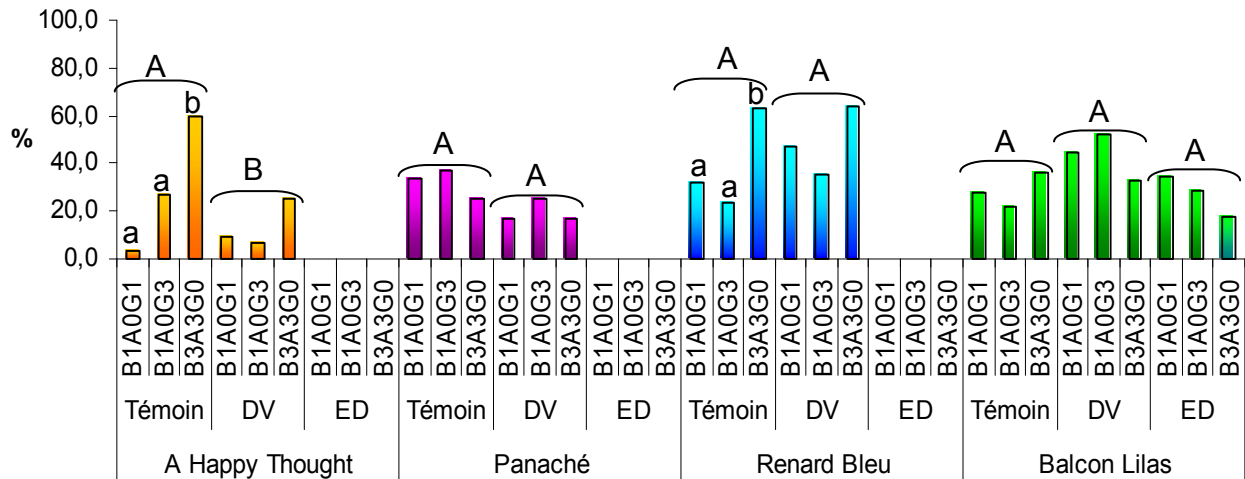 100,0
80,0
60,0
40,0
20,0
0,0
%
A
B
A
A
A
A
A
A
A
a
a
b
a
a
b
B1A0G1 B1A0G3 B3A3G0 B1A0G1 B1A0G3 B3A3G0 B1A0G1 B1A0G3 B3A3G0 B1A0G1 B1A0G3 B3A3G0 B1A0G1 B1A0G3 B3A3G0 B1A0G1 B1A0G3 B3A3G0 B1A0G1 B1A0G3 B3A3G0 B1A0G1 B1A0G3 B3A3G0 B1A0G1 B1A0G3 B3A3G0 B1A0G1 B1A0G3 B3A3G0 B1A0G1 B1A0G3 B3A3G0 B1A0G1 B1A0G3 B3A3G0
Témoin DV ED Témoin DV ED Témoin DV ED Témoin DV ED
A Happy Thought Panaché Renard Bleu Balcon Lilas